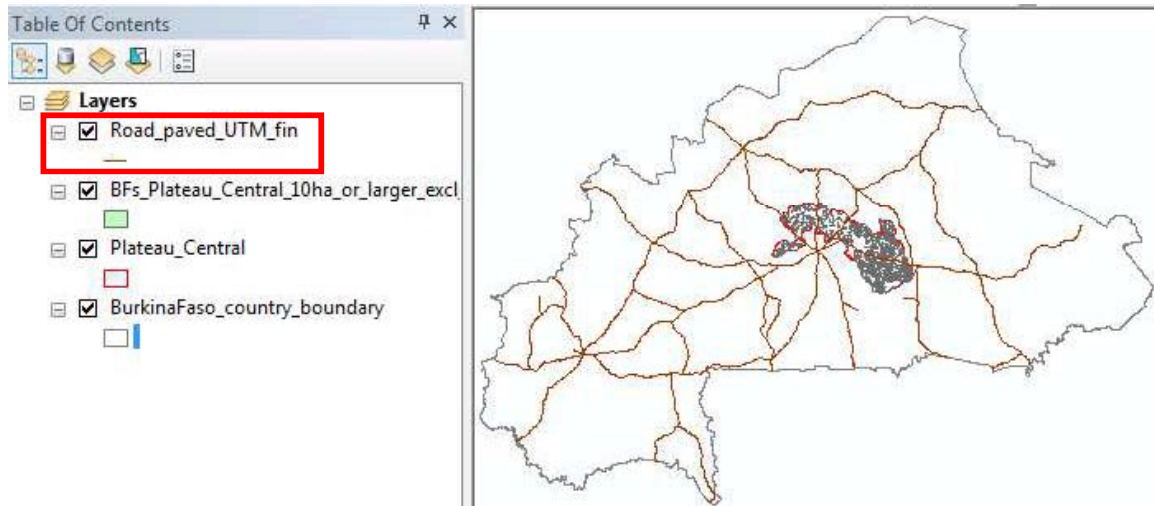 Table Of Contents
Layers
Road_paved_UTM_fin
BFs_Plateau_Central_10ha_or_larger_excl
Plateau_Central
BurkinaFaso_country_boundary